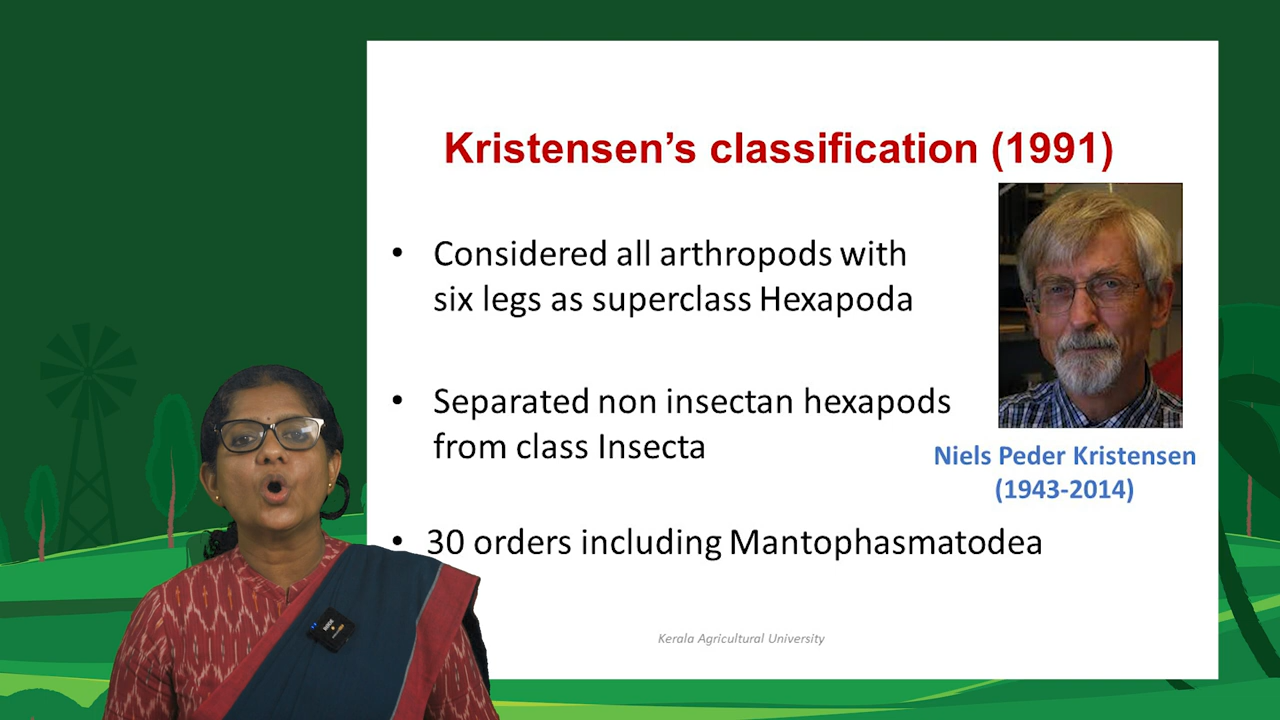 Kristensen’s classification (1991)
• Considered all arthropods with
six legs as superclass Hexapoda
• Separated non insectan hexapods
from class Insecta
Niels Peder Kristensen
(1943-2014)
• 30 orders including Mantophasmatodea
Kerala Agricultural University